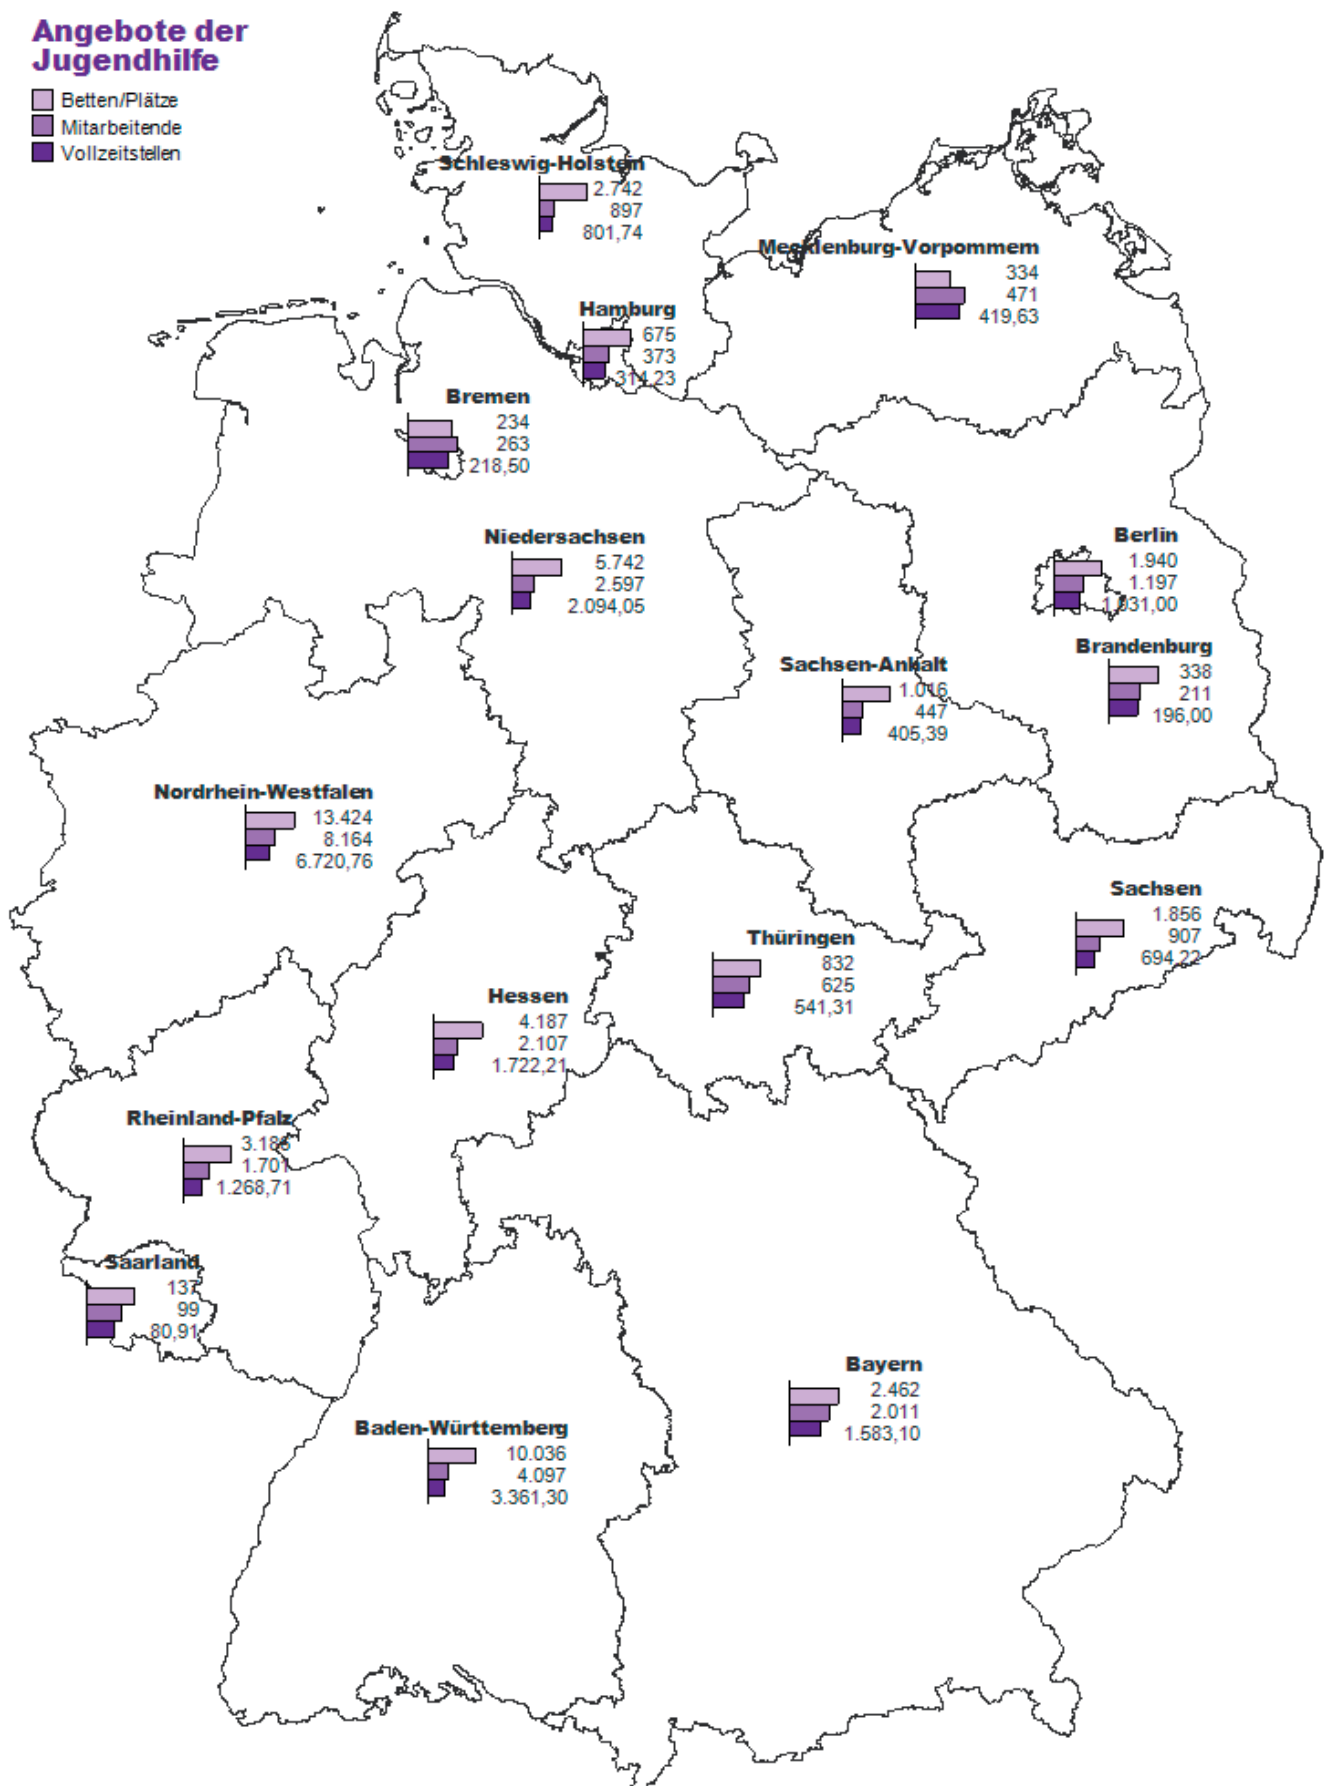 Angebote der
Jugendhilfe
Betten/Plätze
Mitarbeitende
Vollzeitstellen
Schleswig-Holstein
2.742
897
801,74
Mecklenburg-Vorpommern
334
471
419,63
Hamburg
675
373
314,23
Bremen
234
263
218,50
Niedersachsen
5.742
2.597
2.094,05
Berlin
1.940
1.197
1.031,00
Brandenburg
338
211
196,00
Sachsen-Anhalt
1.016
447
405,39
Nordrhein-Westfalen
13.424
8.164
6.720,76
Sachsen
1.856
907
694,22
Thüringen
832
625
541,31
Hessen
4.187
2.107
1.722,21
Rheinland-Pfalz
1.701
1.268,71
Saarland
137
99
80,91
Bayern
2.462
2.011
1.583,10
Baden-Württemberg
10.036
4.097
3.361,30